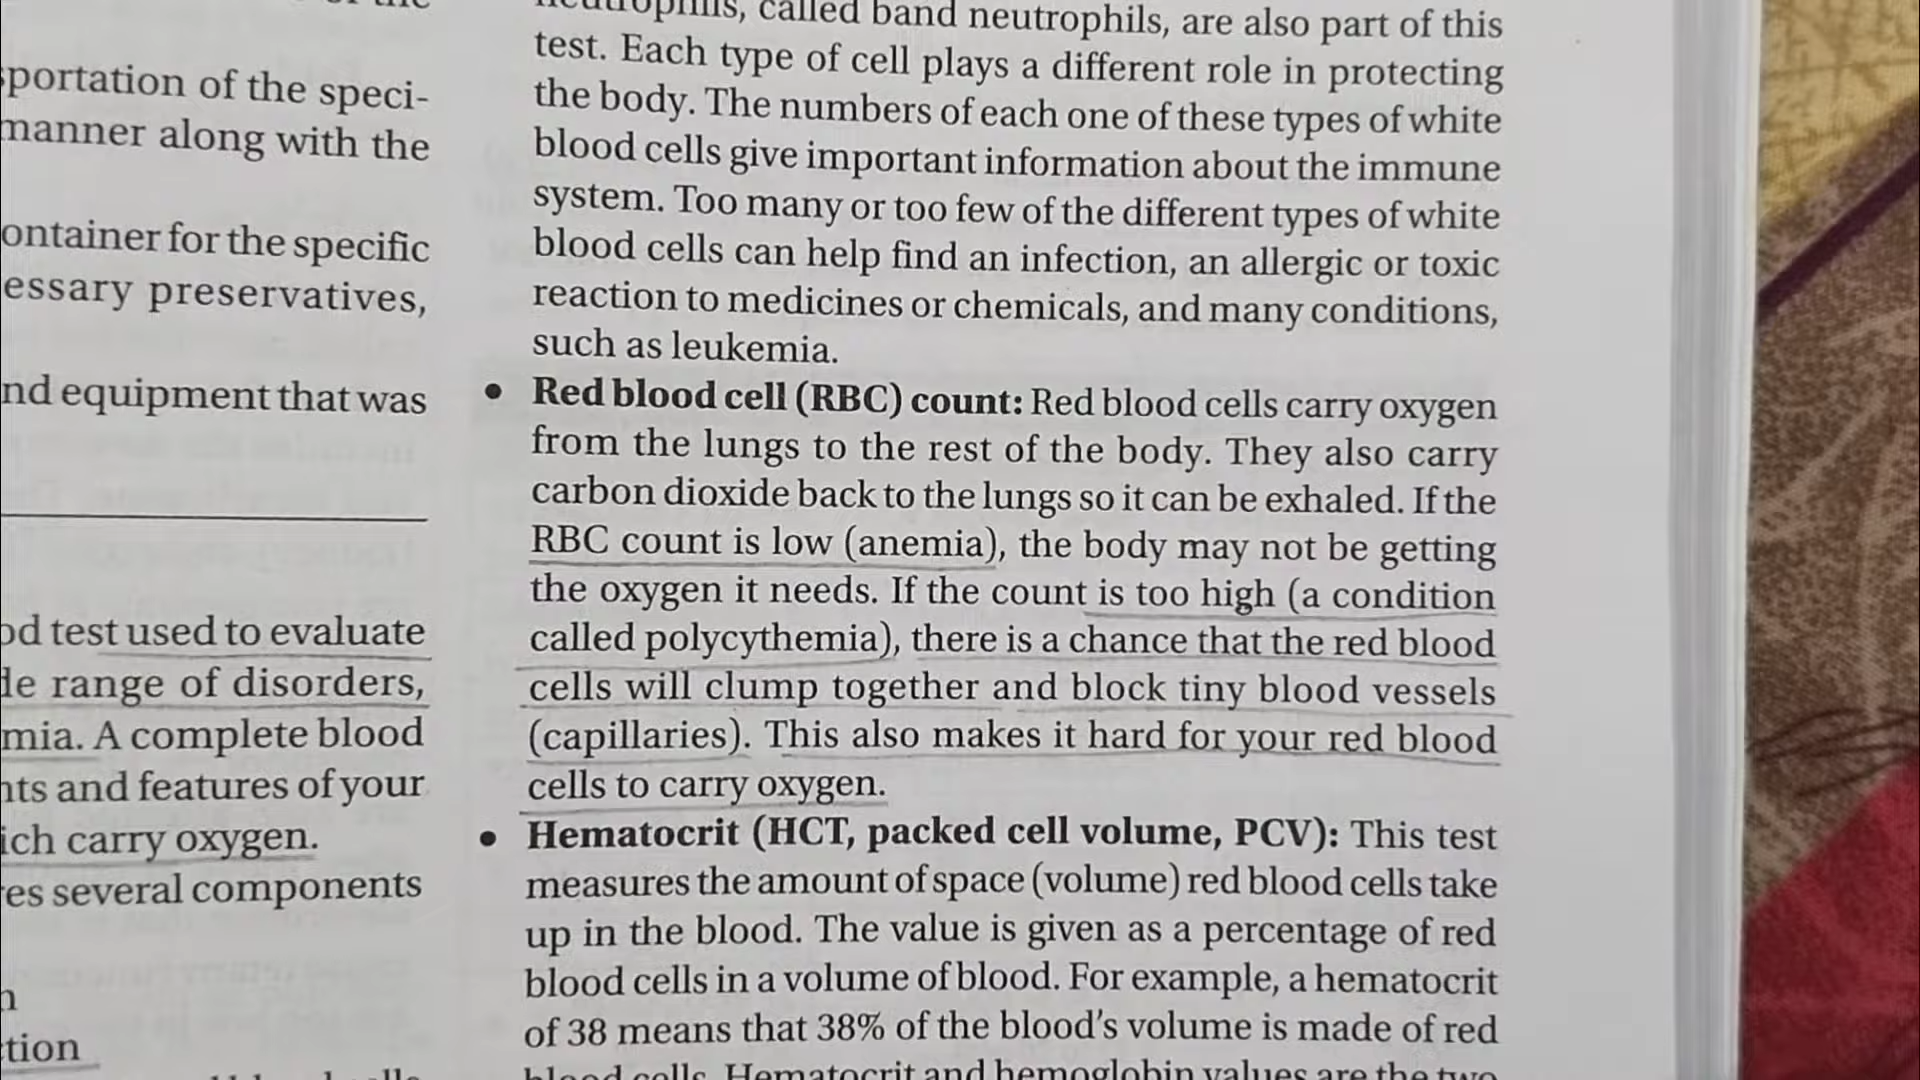 sportation of the speci-
manner along with the
ontainer for the specific
essary preservatives,
nd equipment that was
od test used to evaluate
de range of disorders,
mia. A complete blood
nts and features of your
ich carry oxygen.
es several components
n
tion
neutrophils, called band neutrophils, are also part of this
test. Each type of cell plays a different role in protecting
the body. The numbers of each one of these types of white
blood cells give important information about the immune
system. Too many or too few of the different types of white
blood cells can help find an infection, an allergic or toxic
reaction to medicines or chemicals, and many conditions,
such as leukemia.
• Red blood cell (RBC) count: Red blood cells carry oxygen
from the lungs to the rest of the body. They also carry
carbon dioxide back to the lungs so it can be exhaled. If the
RBC count is low (anemia), the body may not be getting
the oxygen it needs. If the count is too high (a condition
called polycythemia), there is a chance that the red blood
cells will clump together and block tiny blood vessels
(capillaries). This also makes it hard for your red blood
cells to carry oxygen.
• Hematocrit (HCT, packed cell volume, PCV): This test
measures the amount of space (volume) red blood cells take
up in the blood. The value is given as a percentage of red
blood cells in a volume of blood. For example, a hematocrit
of 38 means that 38% of the blood's volume is made of red
blood cells. Hematocrit and hemoglobin values are the two